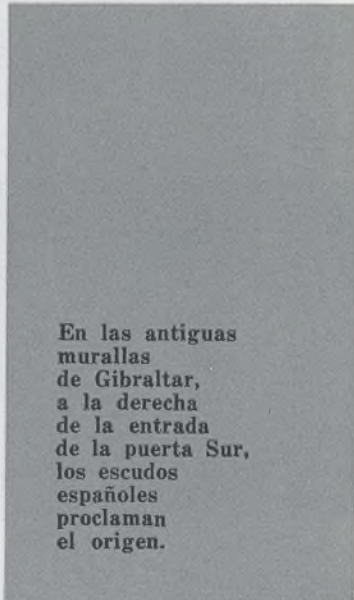 En las antiguas
murallas
de Gibraltar,
a la derecha
de la entrada
de la puerta Sur,
los escudos
españoles
proclaman
el origen.